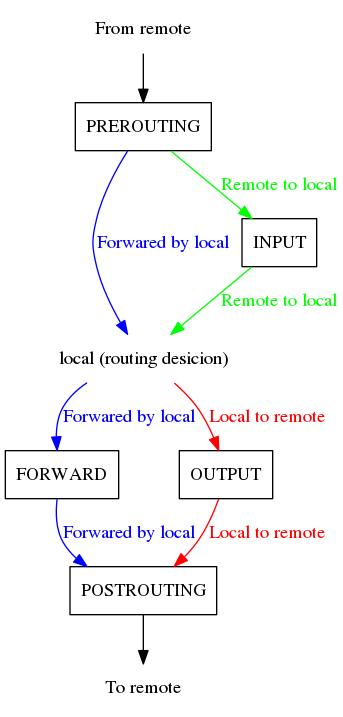 From remote
PREROUTING
Remote to local
Forwared by local
INPUT
Remote to local
local (routing desicion)
Forwared by local
Local to remote
FORWARD
OUTPUT
Forwared by local
Local to remote
POSTROUTING
To remote